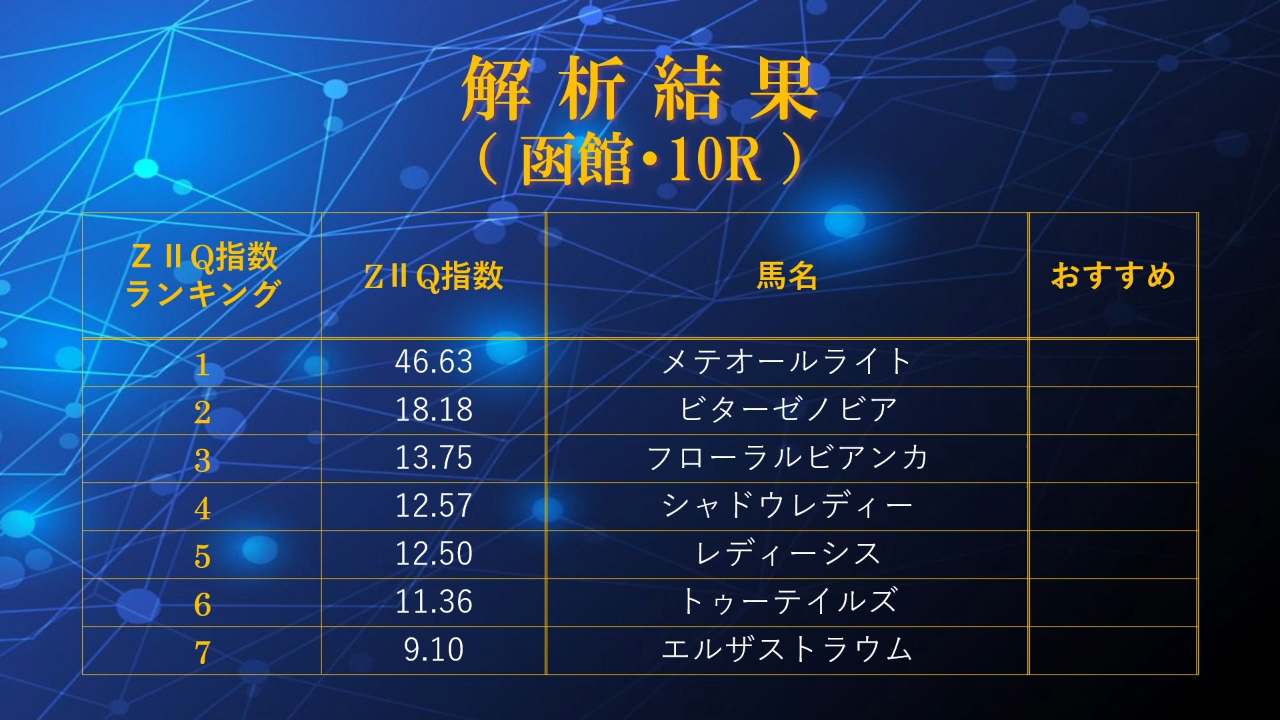 解析結果
（函館・10R）
ＺⅡQ指数
ランキング
ZⅡQ指数
馬名
おすすめ
1 46.63 メテオールライト
2 18.18 ビターゼノビア
3 13.75 フローラルビアンカ
4 12.57 シャドウレディー
5 12.50 レディーシス
6 11.36 トゥーテイルズ
7 9.10 エルザストラウム